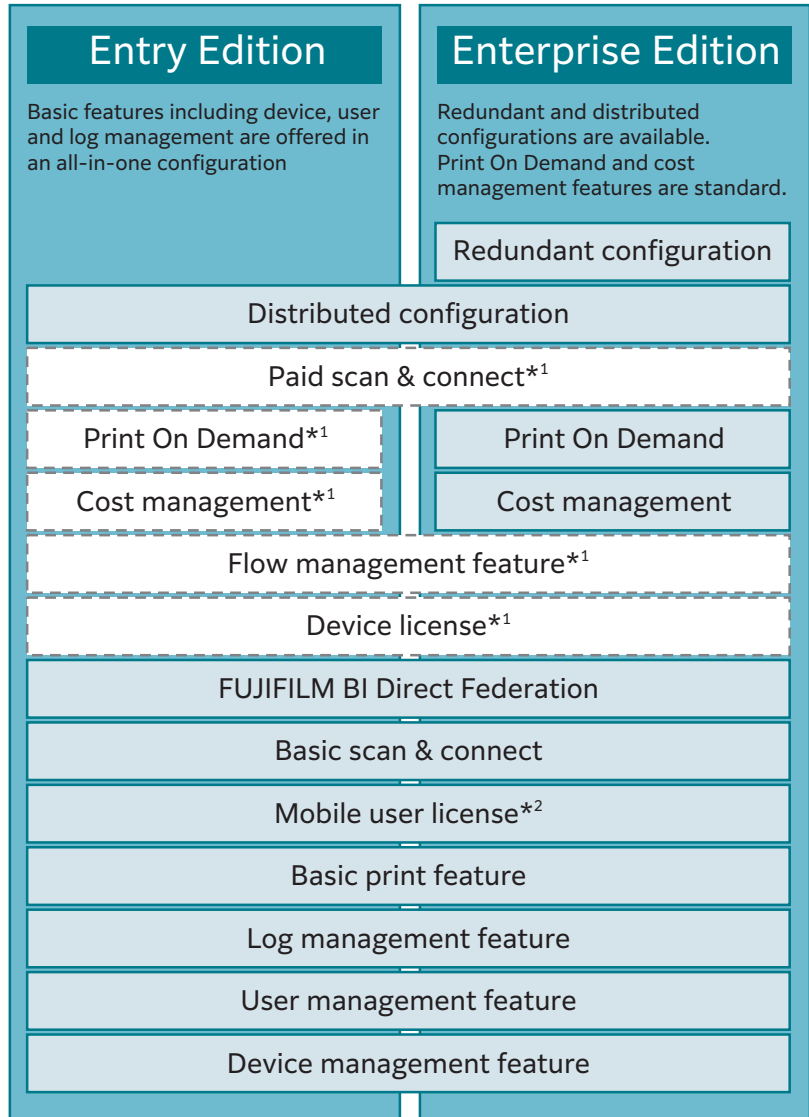 Entry Edition
Basic features including device, user
and log management are offered in
an all-in-one configuration
Enterprise Edition
Redundant and distributed
configurations are available.
Print On Demand and cost
management features are standard.
Redundant configuration
Distributed configuration
Paid scan & connect*1
Print On Demand*1
Print On Demand
Cost management*1
Cost management
Flow management feature*1
Device license*1
FUJIFILM BI Direct Federation
Basic scan & connect
Mobile user license*2
Basic print feature
Log management feature
User management feature
Device management feature